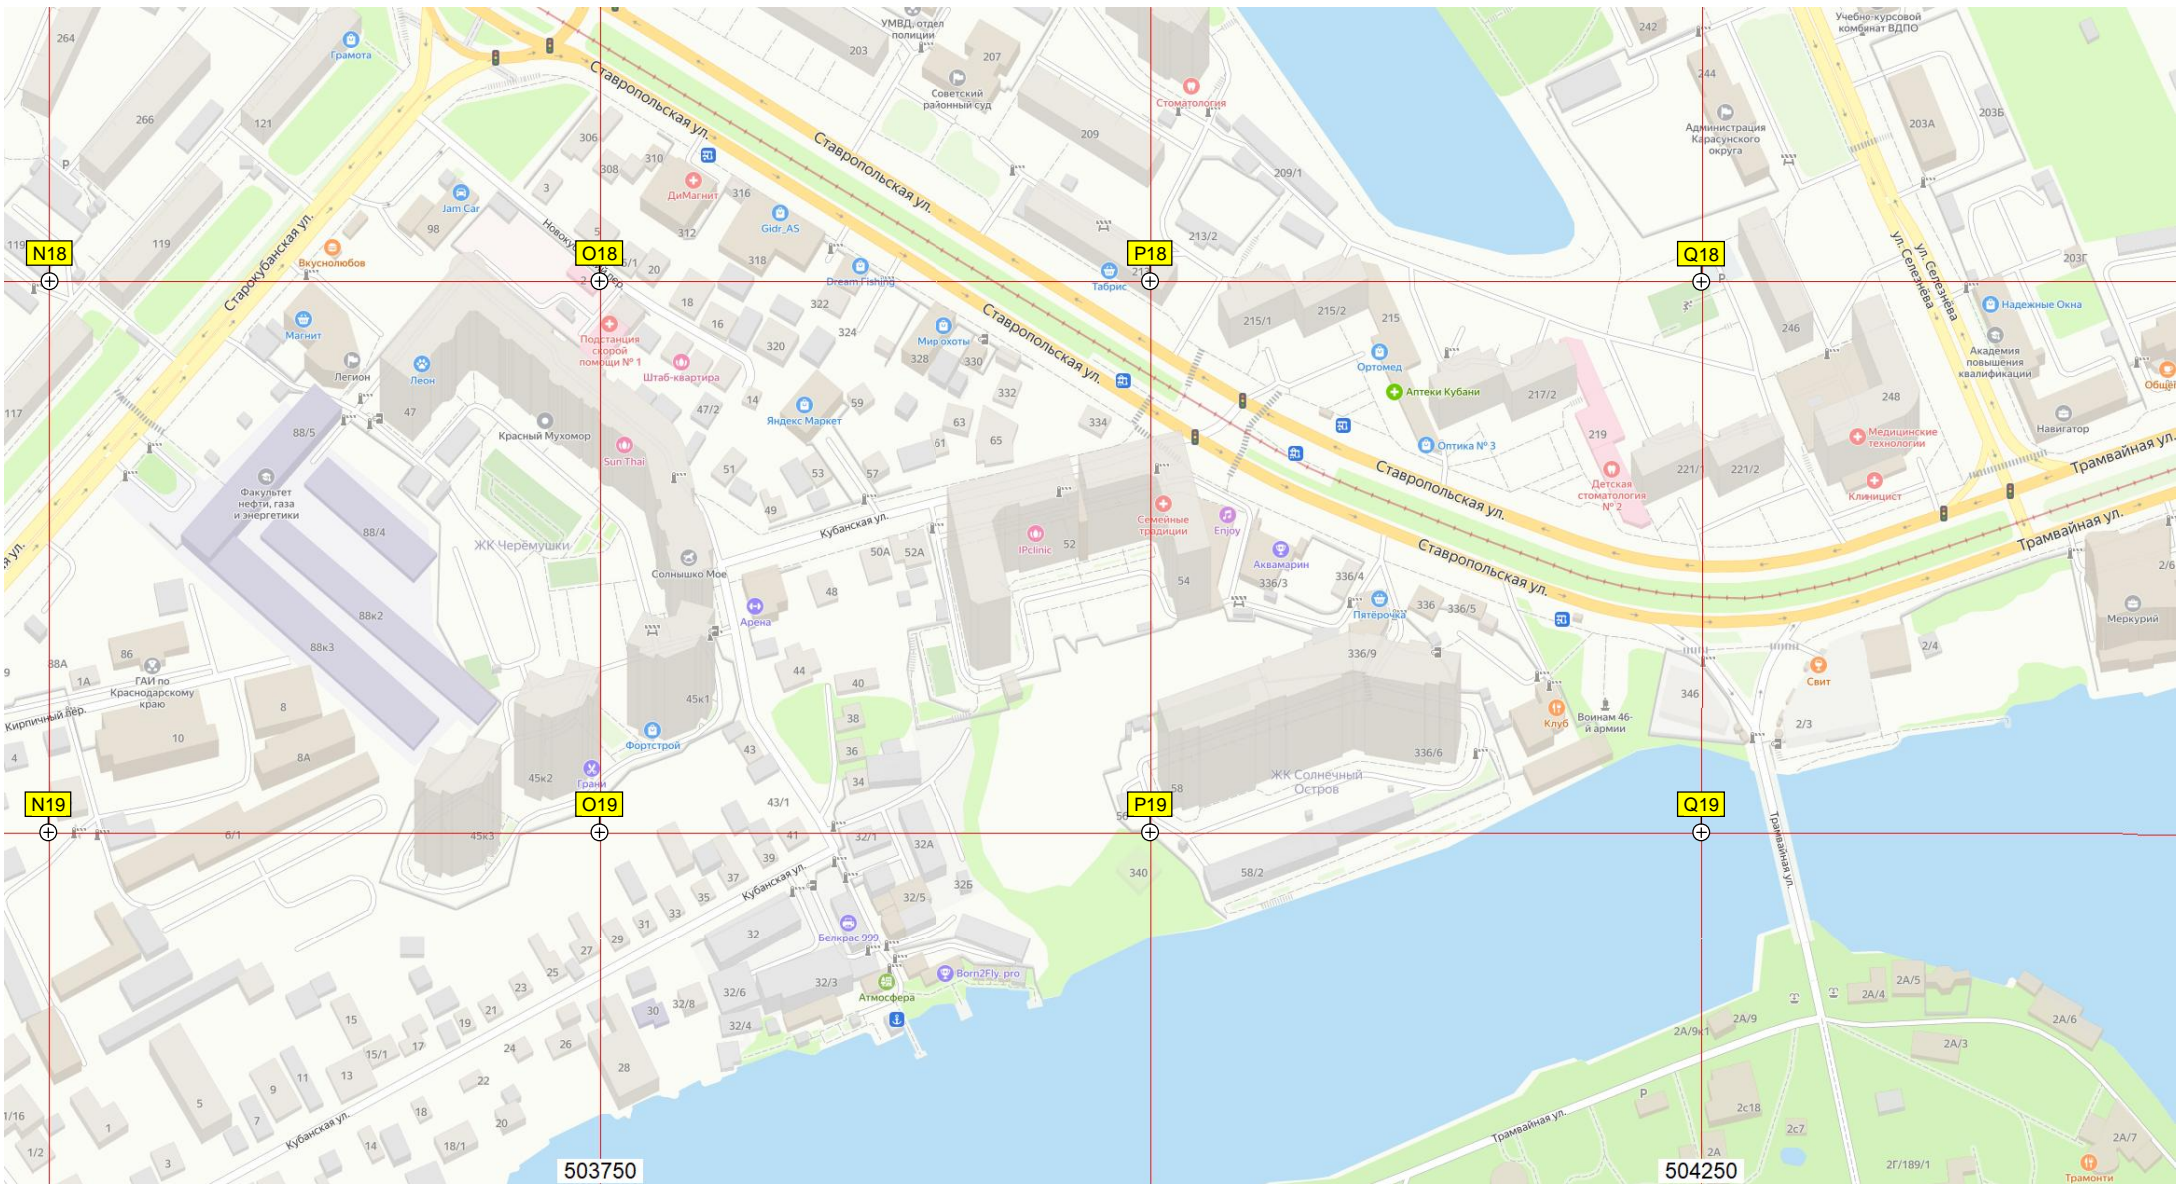 264
Грамота
УМВД, отдел
полиции
203
207
Советский
районный суд
Стоматология
242
244
Учебно-курсовой
комбинат ВДПО
Администрация
Карасунского
округа
203А
203Б
266
121
306
308
310
3
ДиМагнит
316
312
Gidr_AS
318
209
209/1
Ставропольская ул.
Ставропольская ул.
P
119
119
Старокубанская ул.
Jam Car
98
Вкуснолюбов
5
20
213/2
Табрис
Dream Fishing
ул. Селезнёва
ул. Селезнёва
203Г
P
N18
O18
P18
Q18
Магнит
Легион
Леон
47
2
Подстанция
скорой
помощи № 1
18
16
322
324
320
Штаб-квартира
47/2
14
Яндекс Маркет
59
Мир охоты
328
330
332
334
Ставропольская ул.
215/1
215/2
215
Ортомед
Аптеки Кубани
217/2
219
246
248
Надежные Окна
Академия
повышения
квалификации
Навигатор
Медицинские
технологии
Клиницист
221/1
221/2
Детская
стоматология
№ 2
Оптика № 3
Ставропольская ул.
Трамвайная ул.
Трамвайная ул.
117
88/5
Факультет
нефти, газа
и энергетики
88/4
88к2
88к3
Красный Мухомор
Sun Thai
51
53
57
49
61
63
65
Кубанская ул.
50А
52А
52
IPclinic
Семейные
традиции
54
Enjoy
Аквамарин
336/3
336/4
Пятёрочка
336
336/5
336/9
Ставропольская ул.
2/6
Меркурий
2/4
Свит
2/3
346
ЖК Черёмушки
Солнышко Мое
Арена
48
44
40
38
36
34
43
43/1
45к1
Фортстрой
45к2
Грани
45к3
86
88А
1А
ГАИ по
Краснодарскому
краю
Кирпичный пер.
10
8
8А
4
9
Клуб
Воинам 46-
й армии
336/6
ЖК Солнечный
Остров
58
N19
O19
P19
Q19
6/1
41
39
37
35
33
31
29
27
25
23
21
19
17
32/1
32А
32Б
32/5
32
Белкрас 999
32/3
32/6
32/8
32/4
30
28
26
24
22
20
18
18/1
Кубанская ул.
Кубанская ул.
340
58/2
Born2Fly. pro
Атмосфера
Трамвайная ул.
Трамвайная ул.
15
15/1
13
11
9
7
5
3
1
1/16
1/2
14
2А/4
2А/5
2А/6
2А/9
2А/9к1
2А/3
2с18
2с7
2А
2А/7
2Г/189/1
P
Трамонти
503750
504250